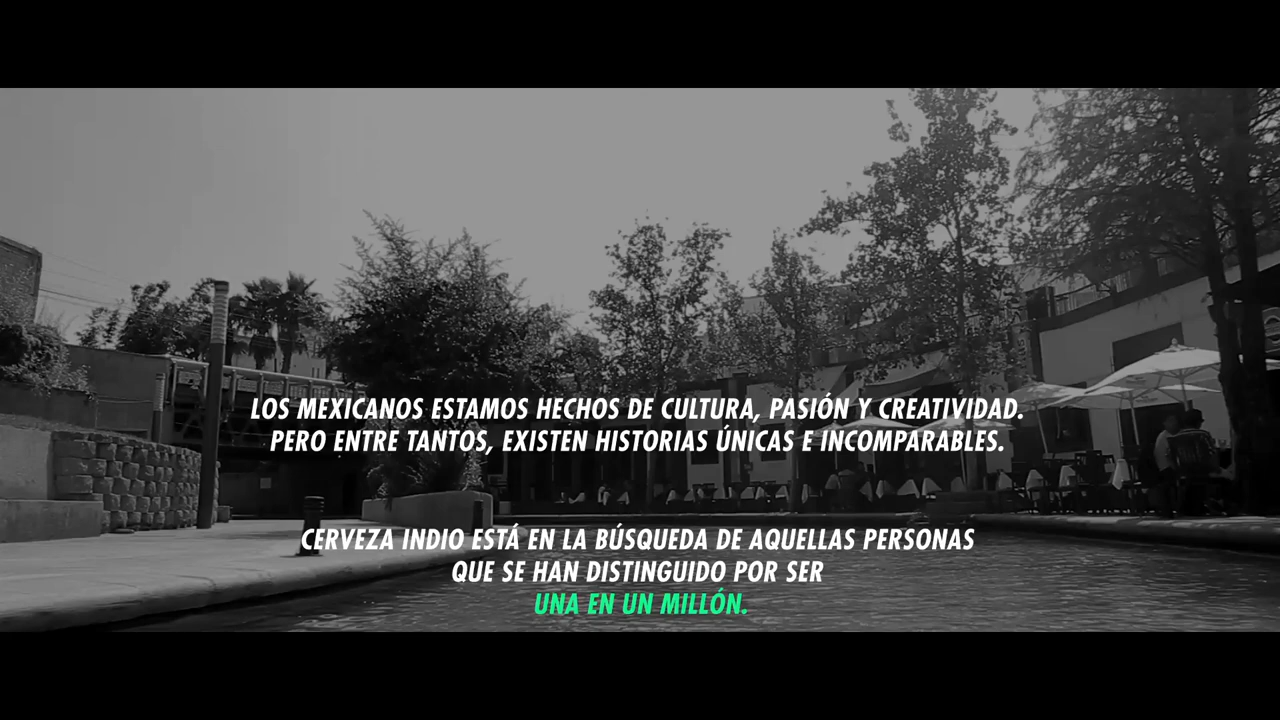 LOS MEXICANOS ESTAMOS HECHOS DE CULTURA, PASIÓN Y CREATIVIDAD.
PERO ENTRE TANTOS, EXISTEN HISTORIAS ÚNICAS E INCOMPARABLES.
CERVEZA INDIO ESTÁ EN LA BÚSQUEDA DE AQUELLAS PERSONAS
QUE SE HAN DISTINGUIDO POR SER
UNA EN UN MILLÓN.